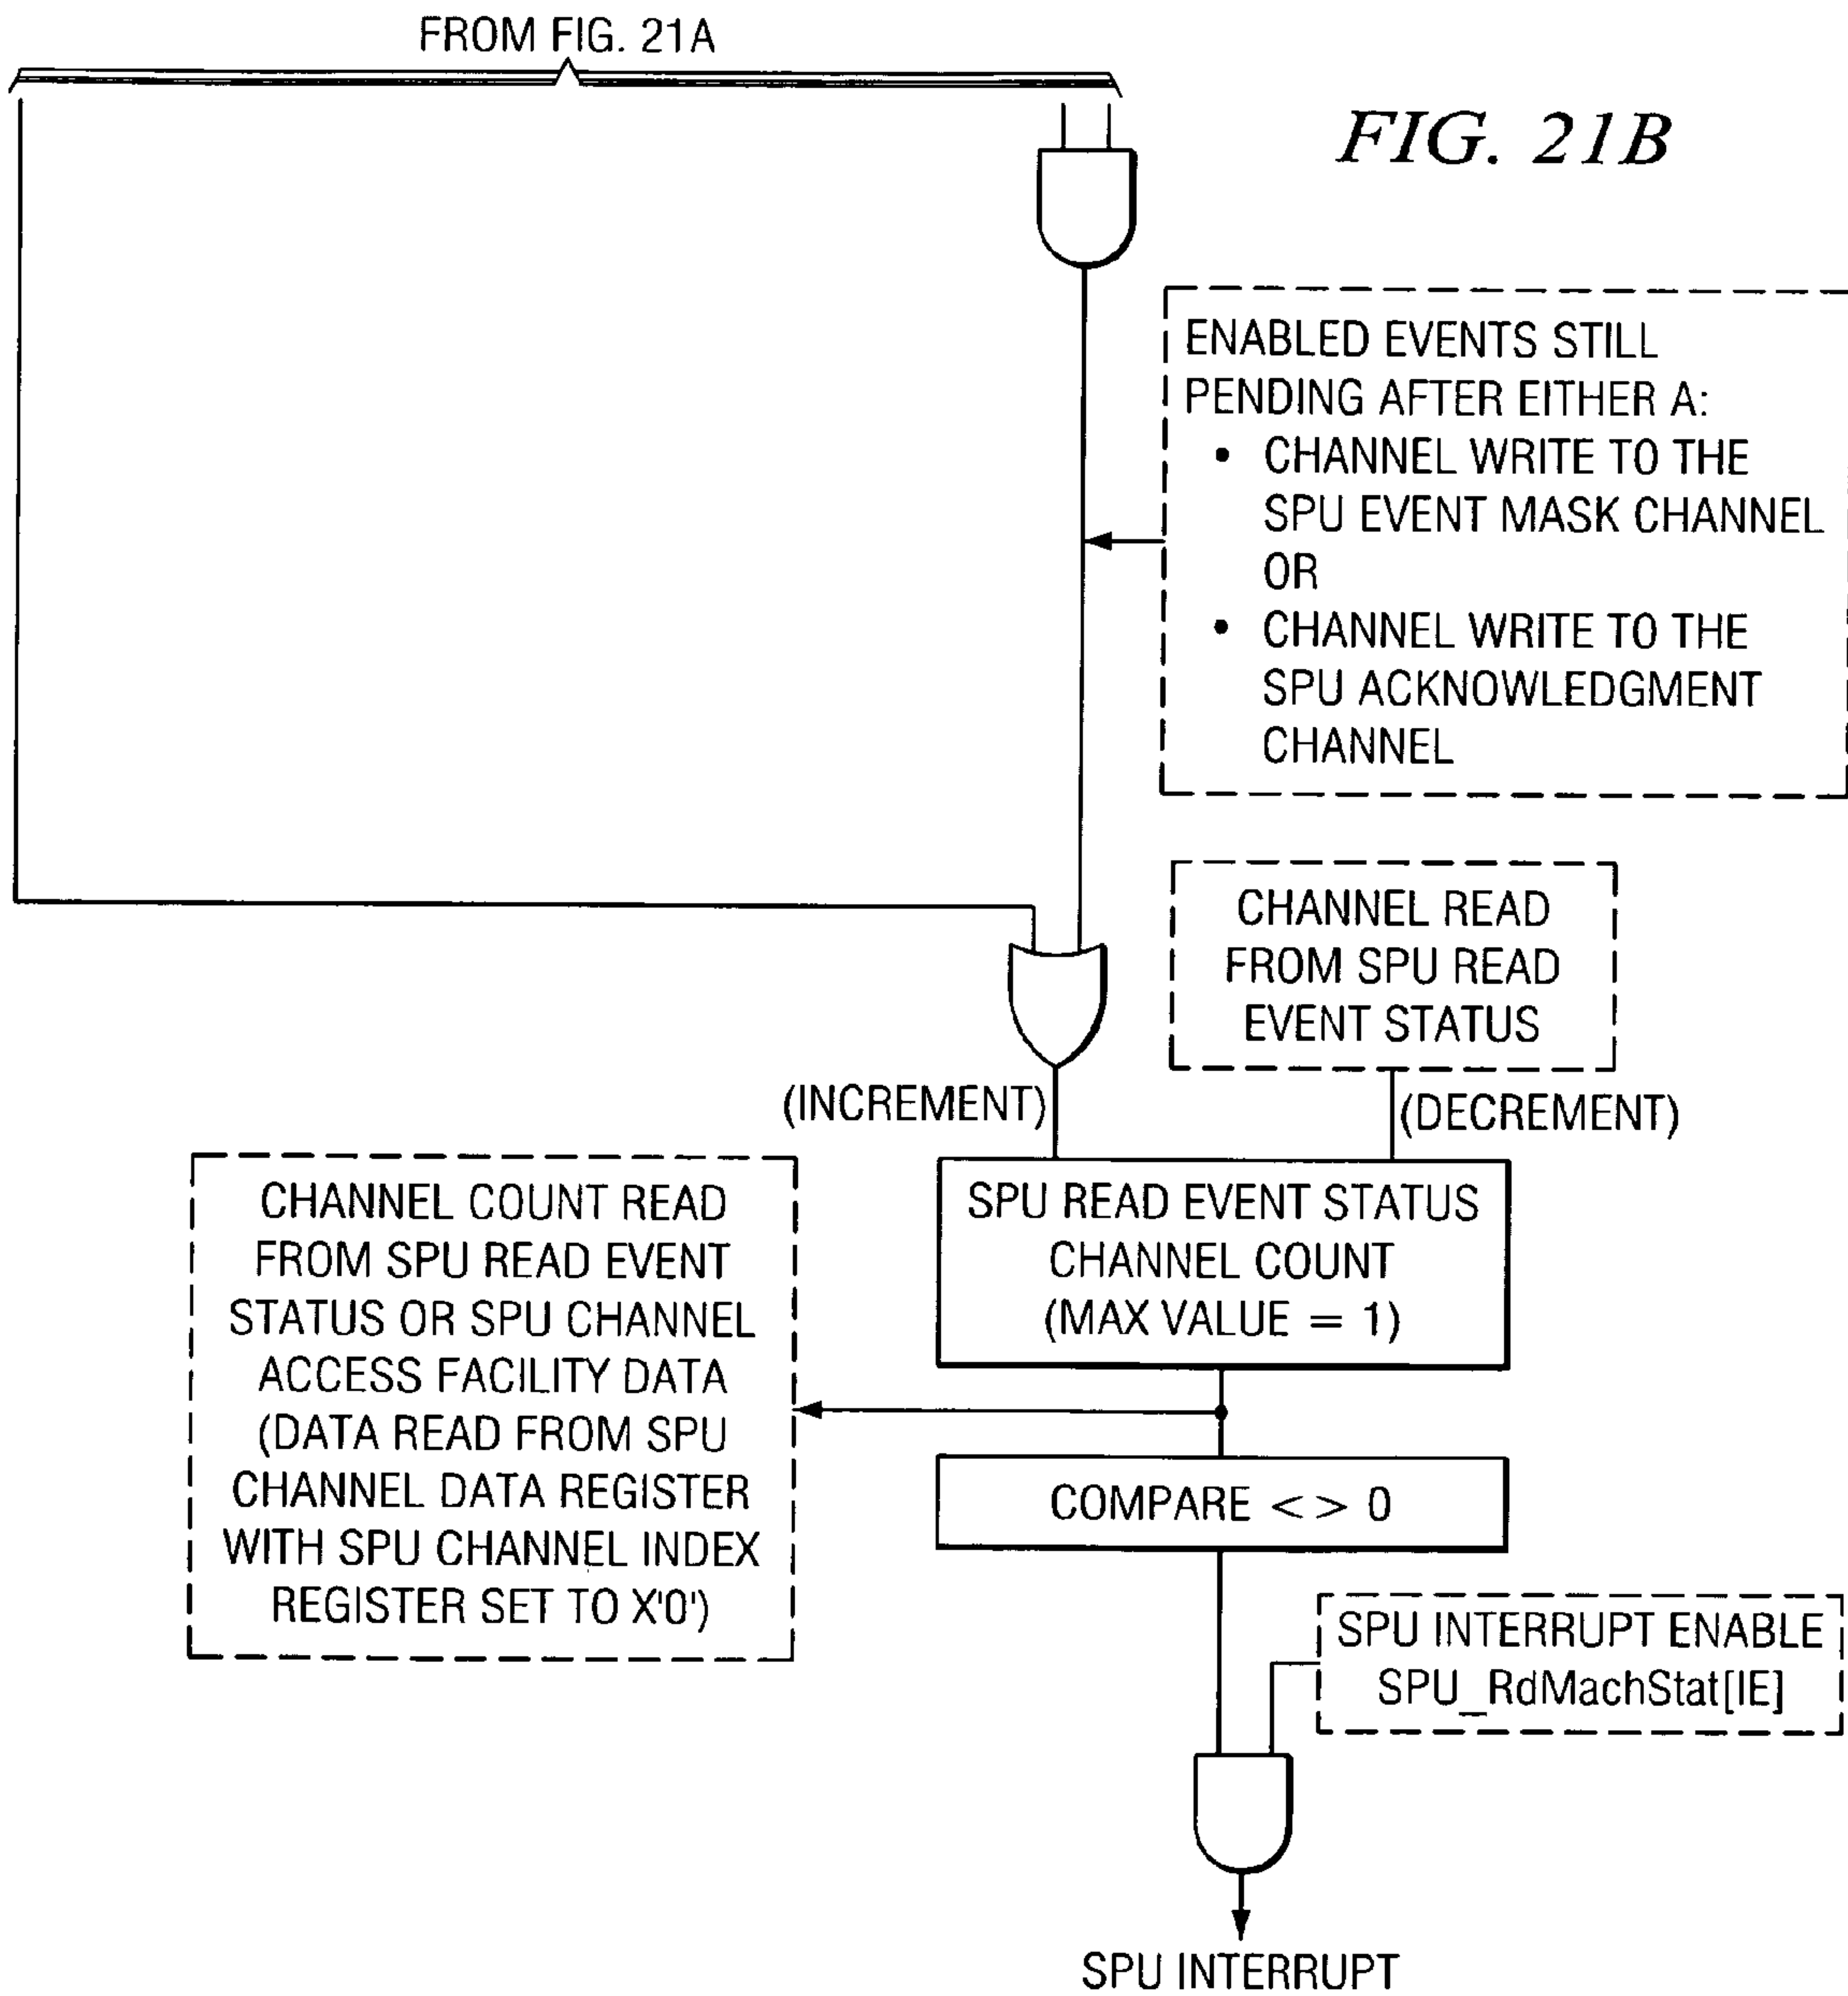 FROM FIG. 21A
FIG. 21B
ENABLED EVENTS STILL
PENDING AFTER EITHER A:
• CHANNEL WRITE TO THE
SPU EVENT MASK CHANNEL
OR
• CHANNEL WRITE TO THE
SPU ACKNOWLEDGMENT
CHANNEL
CHANNEL READ
FROM SPU READ
EVENT STATUS
(INCREMENT)
(DECREMENT)
CHANNEL COUNT READ
FROM SPU READ EVENT
STATUS OR SPU CHANNEL
ACCESS FACILITY DATA
(DATA READ FROM SPU
CHANNEL DATA REGISTER
WITH SPU CHANNEL INDEX
REGISTER SET TO X'0')
SPU READ EVENT STATUS
CHANNEL COUNT
(MAX VALUE = 1)
COMPARE < > 0
SPU INTERRUPT ENABLE
SPU_RdMachStat[IE]
SPU INTERRUPT